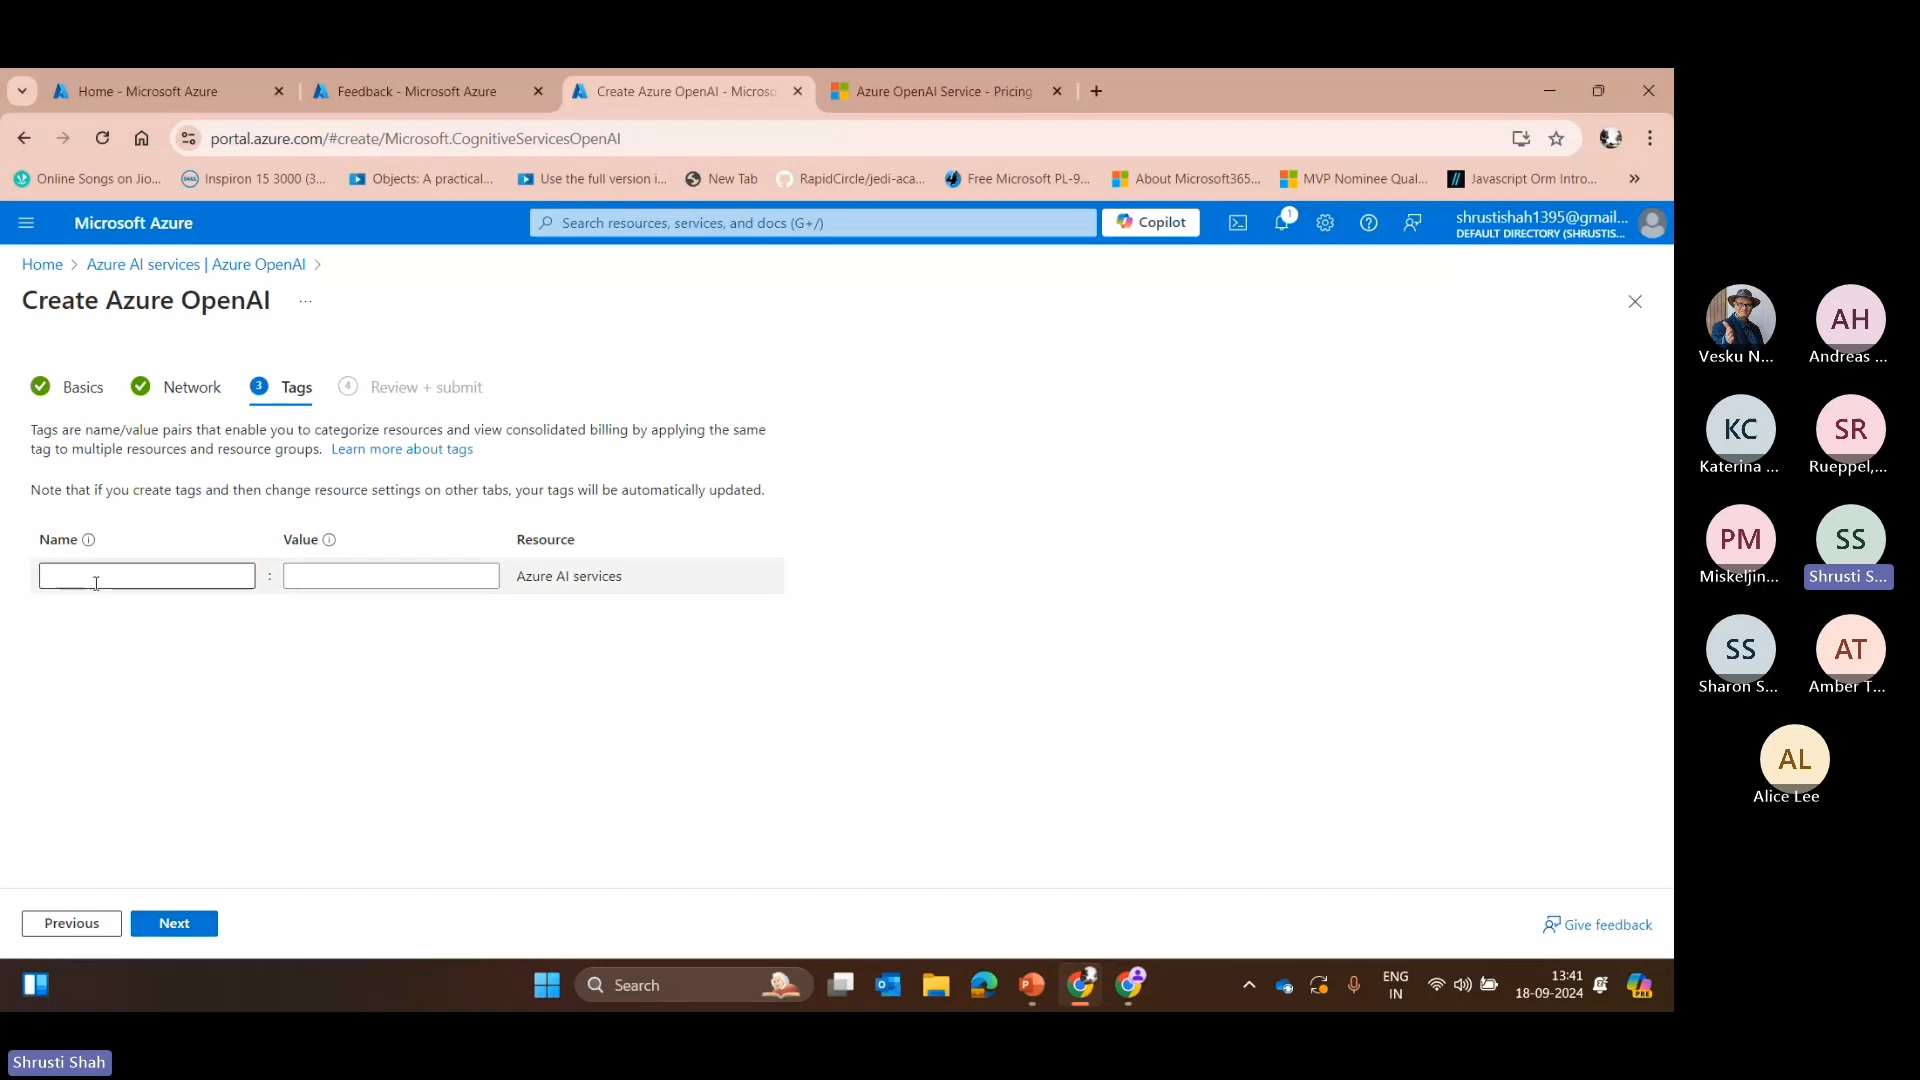 Home - Microsoft Azure
Feedback - Microsoft Azure
Create Azure OpenAI - Microso
Azure OpenAI Service - Pricing
portal.azure.com/#create/Microsoft.CognitiveServicesOpenAI
Online Songs on Jio...
Inspiron 15 3000 (3...
Objects: A practical...
Use the full version i...
New Tab
RapidCircle/jedi-aca...
Free Microsoft PL-9...
About Microsoft365...
MVP Nominee Qual...
Javascript Orm Intro...
Microsoft Azure
Search resources, services, and docs (G+/)
Copilot
1
shrustishah1395@gmail...
DEFAULT DIRECTORY (SHRUSTIS...
Home > Azure AI services | Azure OpenAI >
Create Azure OpenAI ...
Basics
Network
3 Tags
4 Review + submit
Tags are name/value pairs that enable you to categorize resources and view consolidated billing by applying the same
tag to multiple resources and resource groups. Learn more about tags
Note that if you create tags and then change resource settings on other tabs, your tags will be automatically updated.
Name
Value
Resource
:
Azure AI services
Previous
Next
Give feedback
Search
ENG
IN
13:41
18-09-2024
PRE
Vesku N...
AH
Andreas ...
KC
Katerina ...
SR
Rueppel,...
PM
Miskeljin...
SS
Shrusti S...
SS
Sharon S...
AT
Amber T...
AL
Alice Lee
Shrusti Shah